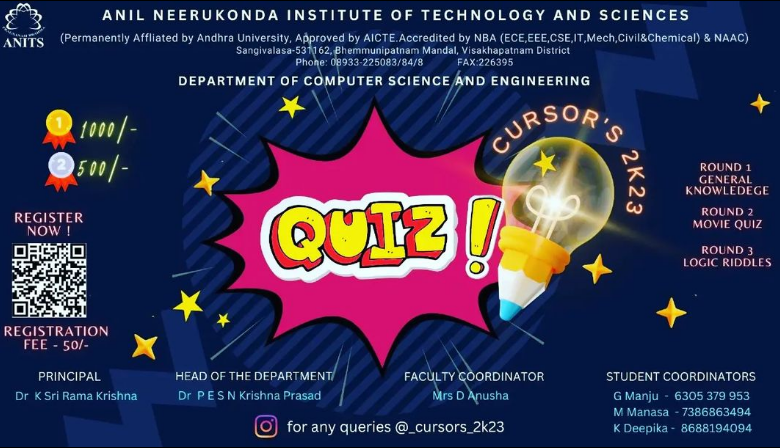 ANITS
ANIL NEERUKONDA INSTITUTE OF TECHNOLOGY AND SCIENCES
(Permanently Affliated by Andhra University, Approved by AICTE.Accredited by NBA (ECE,EEE,CSE,IT,Mech,Civil&Chemical) & NAAC)
Sangivalasa-531162, Bhemmunipatnam Mandal, Visakhapatnam District
Phone: 08933-225083/84/8 FAX:226395
DEPARTMENT OF COMPUTER SCIENCE AND ENGINEERING
1 1000/-
2 500/-
REGISTER
NOW !
REGISTRATION
FEE - 50/-
QUIZ !
CURSOR'S 2K23
ROUND 1
GENERAL
KNOWLEDEGE
ROUND 2
MOVIE QUIZ
ROUND 3
LOGIC RIDDLES
PRINCIPAL
Dr K Sri Rama Krishna
HEAD OF THE DEPARTMENT
Dr P E S N Krishna Prasad
FACULTY COORDINATOR
Mrs D Anusha
STUDENT COORDINATORS
G Manju - 6305 379 953
M Manasa - 7386863494
K Deepika - 8688194094
for any queries @_cursors_2k23